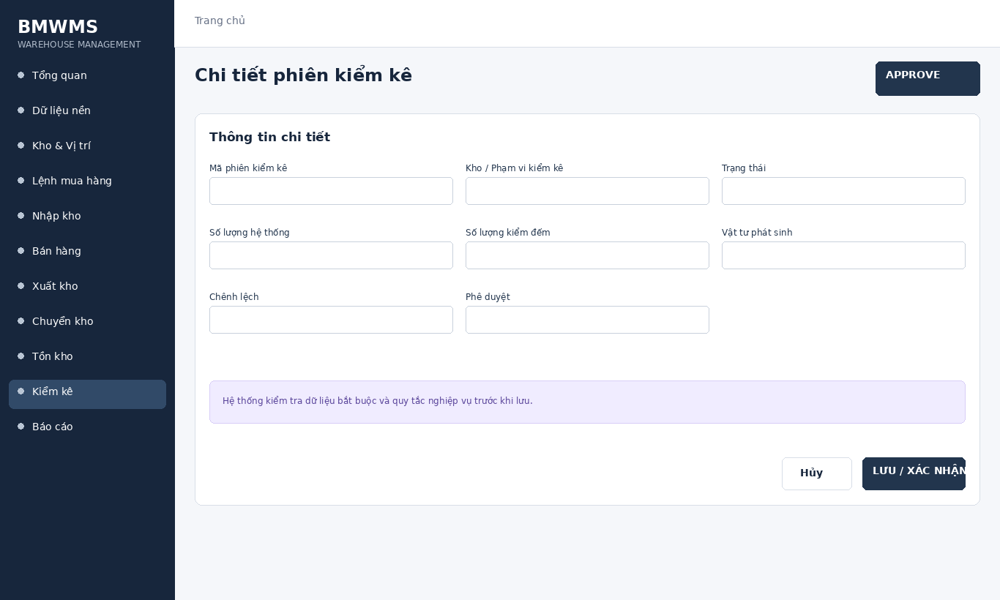 BMWMS
WAREHOUSE MANAGEMENT
Tổng quan
Dữ liệu nền
Kho & Vị trí
Lệnh mua hàng
Nhập kho
Bán hàng
Xuất kho
Chuyển kho
Tồn kho
Kiểm kê
Báo cáo
Trang chủ
Chi tiết phiên kiểm kê
APPROVE
Thông tin chi tiết
Mã phiên kiểm kê
Kho / Phạm vi kiểm kê
Trạng thái
Số lượng hệ thống
Số lượng kiểm đếm
Vật tư phát sinh
Chênh lệch
Phê duyệt
Hệ thống kiểm tra dữ liệu bắt buộc và quy tắc nghiệp vụ trước khi lưu.
Hủy
LƯU / XÁC NHẬN